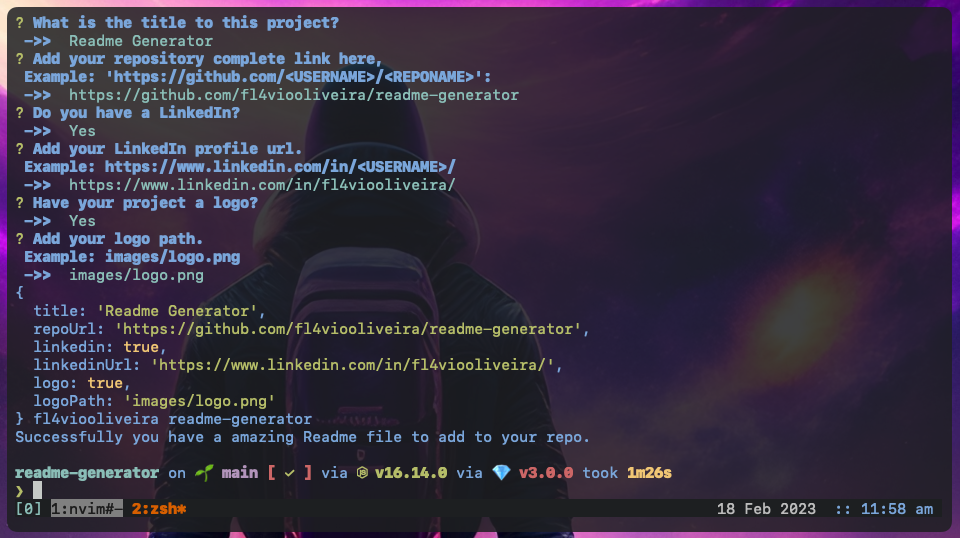 ? What is the title to this project?
->> Readme Generator
? Add your repository complete link here,
Example: 'https://github.com/<USERNAME>/<REPONAME>':
->> https://github.com/fl4viooliveira/readme-generator
? Do you have a LinkedIn?
->> Yes
? Add your LinkedIn profile url.
Example: https://www.linkedin.com/in/<USERNAME>/
->> https://www.linkedin.com/in/fl4viooliveira/
? Have your project a logo?
->> Yes
? Add your logo path.
Example: images/logo.png
->> images/logo.png
{
title: 'Readme Generator',
repoUrl: 'https://github.com/fl4viooliveira/readme-generator',
linkedin: true,
linkedinUrl: 'https://www.linkedin.com/in/fl4viooliveira/',
logo: true,
logoPath: 'images/logo.png'
} fl4viooliveira readme-generator
Successfully you have a amazing Readme file to add to your repo.
readme-generator on 🌱 main [ ✓ ] via v16.14.0 via 💎 v3.0.0 took 1m26s
❯
[0] 1:nvim#- 2:zsh* 18 Feb 2023 :: 11:58 am